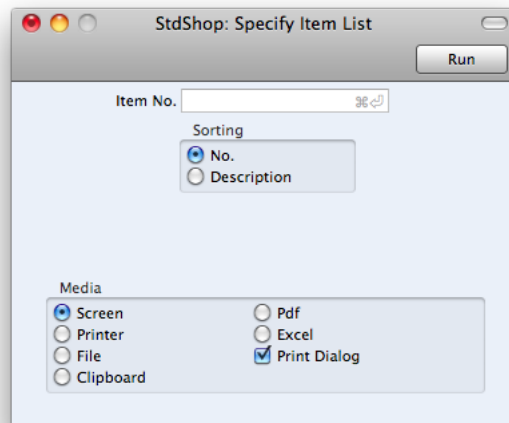 StdShop: Specify Item List
Run
Item No. ⌘⏎
Sorting
No.
Description
Media
Screen
Printer
File
Clipboard
Pdf
Excel
Print Dialog